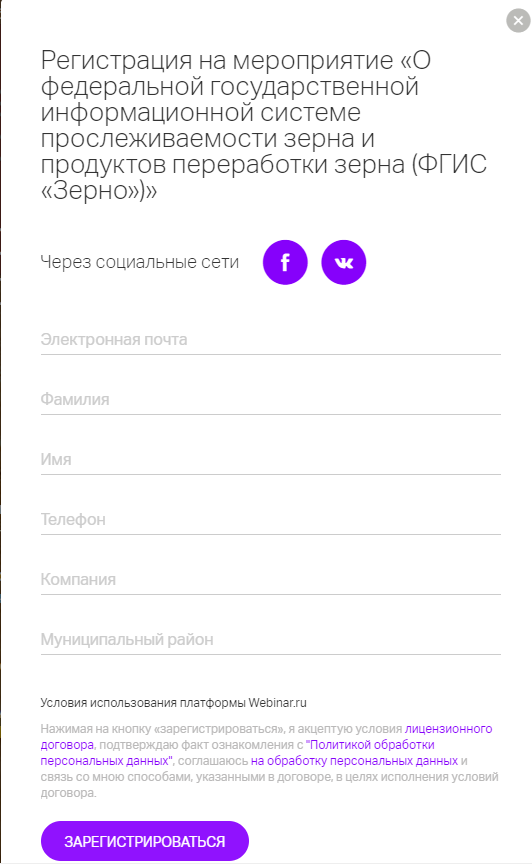 Регистрация на мероприятие «О
федеральной государственной
информационной системе
прослеживаемости зерна и
продуктов переработки зерна (ФГИС
«Зерно»)»
Через социальные сети
Электронная почта
Фамилия
Имя
Телефон
Компания
Муниципальный район
Условия использования платформы Webinar.ru
Нажимая на кнопку «зарегистрироваться», я акцептую условия лицензионного
договора, подтверждаю факт ознакомления с "Политикой обработки
персональных данных", соглашаюсь на обработку персональных данных и
связь со мною способами, указанными в договоре, в целях исполнения условий
договора.
ЗАРЕГИСТРИРОВАТЬСЯ